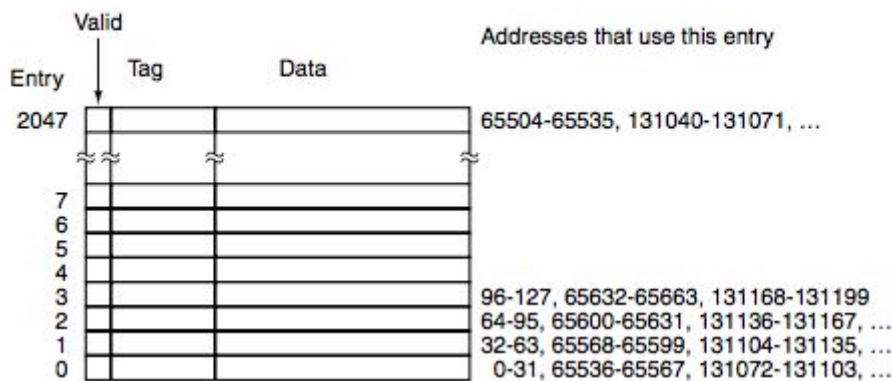 Valid
Addresses that use this entry
Entry Tag Data
2047 65504-65535, 131040-131071, …
7
6
5
4
3 96-127, 65632-65663, 131168-131199
2 64-95, 65600-65631, 131136-131167, …
1 32-63, 65568-65599, 131104-131135, …
0 0-31, 65536-65567, 131072-131103, …